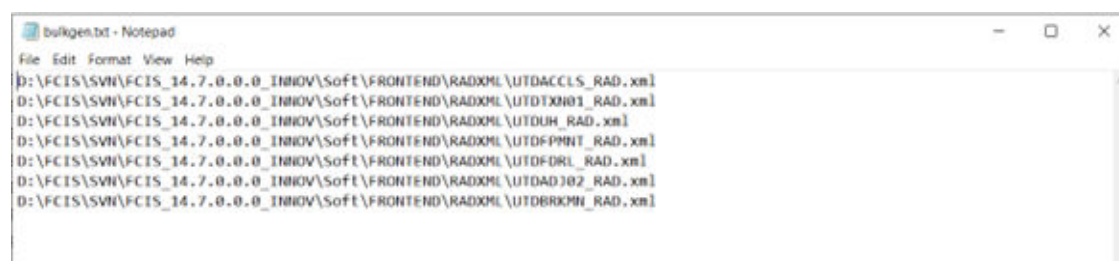 bulkgen.txt - Notepad
File Edit Format View Help
D:\FCIS\SVN\FCIS_14.7.0.0.0_INNOV\Soft\FRONTEND\RADXML\UTDACCLS_RAD.xml
D:\FCIS\SVN\FCIS_14.7.0.0.0_INNOV\Soft\FRONTEND\RADXML\UTDTXN01_RAD.xml
D:\FCIS\SVN\FCIS_14.7.0.0.0_INNOV\Soft\FRONTEND\RADXML\UTDUH_RAD.xml
D:\FCIS\SVN\FCIS_14.7.0.0.0_INNOV\Soft\FRONTEND\RADXML\UTDFPMNT_RAD.xml
D:\FCIS\SVN\FCIS_14.7.0.0.0_INNOV\Soft\FRONTEND\RADXML\UTDFDRL_RAD.xml
D:\FCIS\SVN\FCIS_14.7.0.0.0_INNOV\Soft\FRONTEND\RADXML\UTDADJ02_RAD.xml
D:\FCIS\SVN\FCIS_14.7.0.0.0_INNOV\Soft\FRONTEND\RADXML\UTDBRKMN_RAD.xml